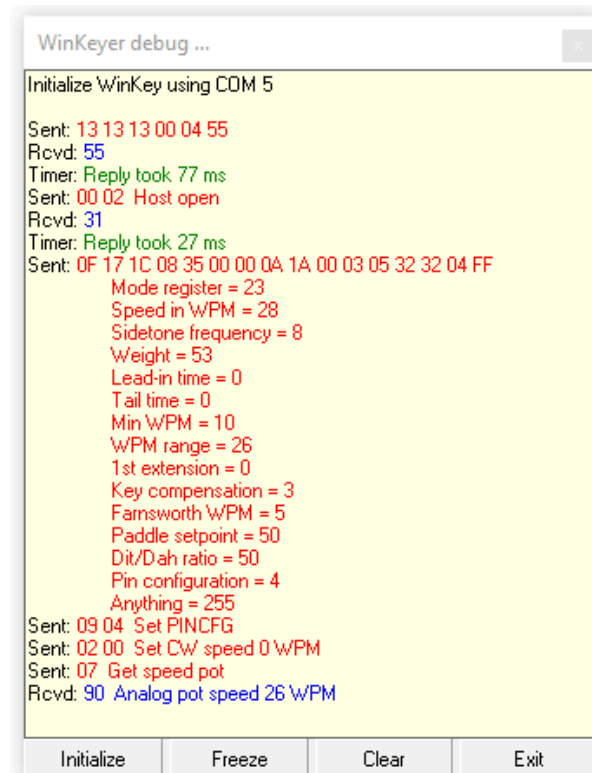 WinKeyer debug ...
x
Initialize WinKey using COM 5
Sent: 13 13 13 00 04 55
Rcvd: 55
Timer: Reply took 77 ms
Sent: 00 02 Host open
Rcvd: 31
Timer: Reply took 27 ms
Sent: 0F 17 1C 08 35 00 00 0A 1A 00 03 05 32 32 04 FF
Mode register = 23
Speed in WPM = 28
Sidetone frequency = 8
Weight = 53
Lead-in time = 0
Tail time = 0
Min WPM = 10
WPM range = 26
1st extension = 0
Key compensation = 3
Farnsworth WPM = 5
Paddle setpoint = 50
Dit/Dah ratio = 50
Pin configuration = 4
Anything = 255
Sent: 09 04 Set PINCFG
Sent: 02 00 Set CW speed 0 WPM
Sent: 07 Get speed pot
Rcvd: 90 Analog pot speed 26 WPM
Initialize Freeze Clear Exit